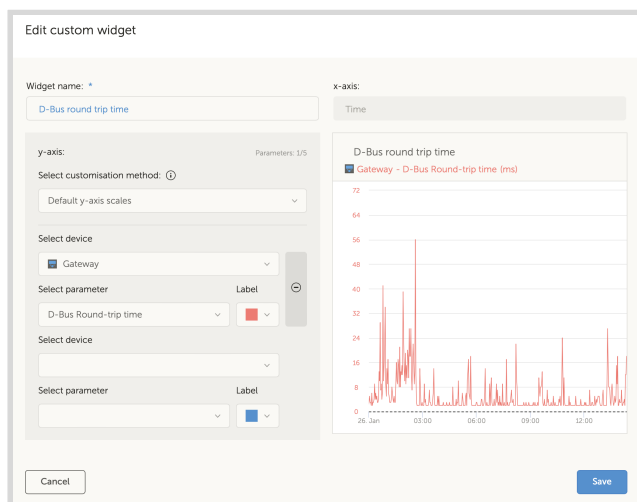 Edit custom widget
Widget name: *
x-axis:
D-Bus round trip time
Time
y-axis:
Parameters: 1/5
Select customisation method:
Default y-axis scales
Select device
Gateway
Select parameter
Label
D-Bus Round-trip time
Select device
Select parameter
Label
D-Bus round trip time
Gateway - D-Bus Round-trip time (ms)
72
64
56
48
40
32
24
16
8
0
26. Jan
03:00
06:00
09:00
12:00
Cancel
Save